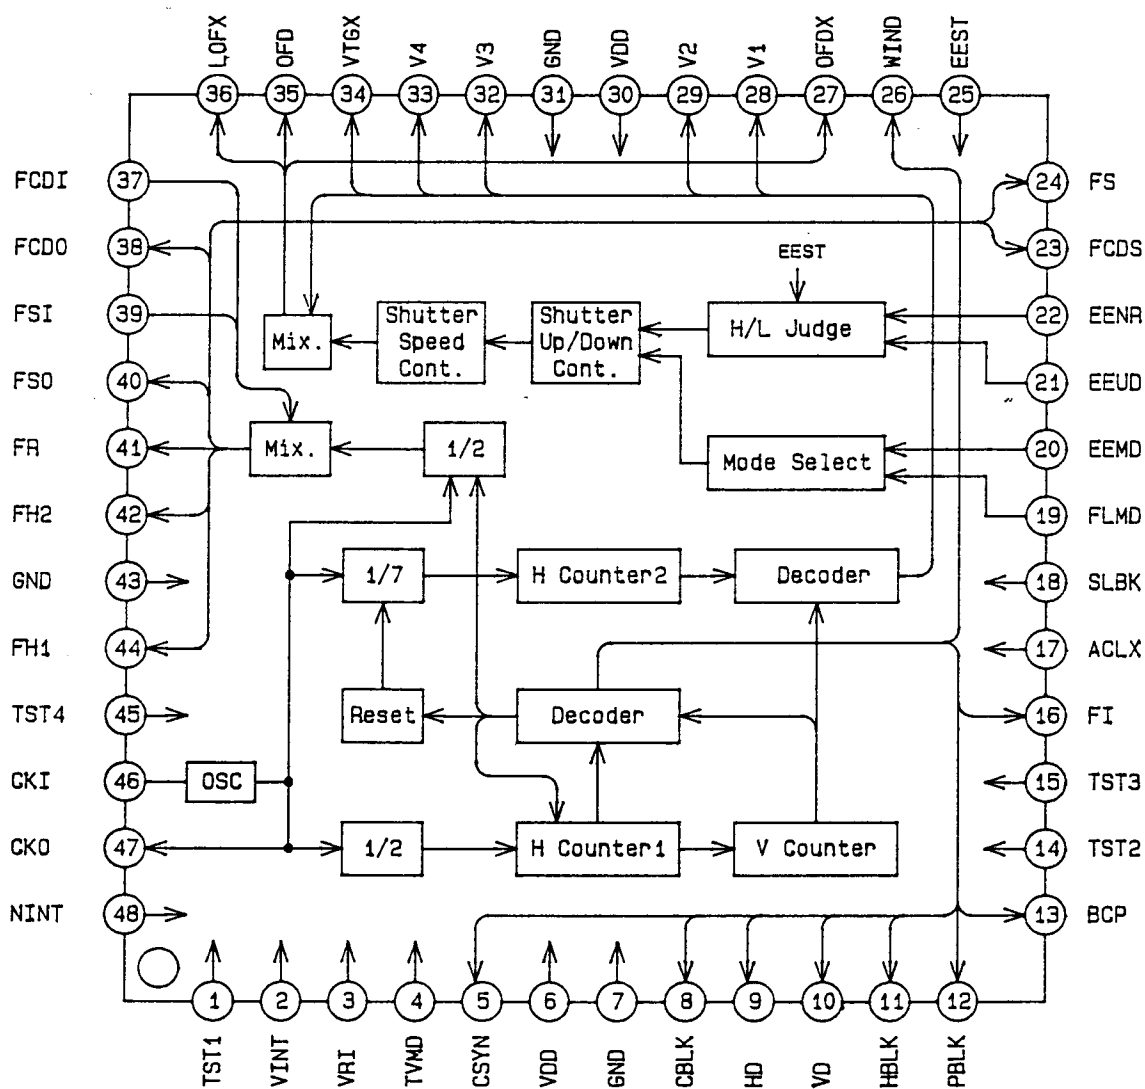 LOFX
OFD
VTGX
V4
V3
GND
VDD
V2
V1
OFDX
WIND
EEST
36
35
34
33
32
31
30
29
28
27
26
25
FCDI
37
24
FS
FCDO
38
23
FCDS
EEST
FSI
39
22
EENR
Mix.
Shutter
Speed
Cont.
Shutter
Up/Down
Cont.
H/L Judge
FSO
40
21
EEUD
FR
41
Mix.
1/2
Mode Select
20
EEMD
FH2
42
19
FLMD
GND
43
1/7
H Counter2
Decoder
18
SLBK
FH1
44
17
ACLX
TST4
45
Reset
Decoder
16
FI
CKI
46
OSC
15
TST3
CKO
47
1/2
H Counter1
V Counter
14
TST2
NINT
48
13
BCP
1
2
3
4
5
6
7
8
9
10
11
12
TST1
VINT
VRI
TVMD
CSYN
VDD
GND
CBLK
HD
VD
HBLK
PBLK